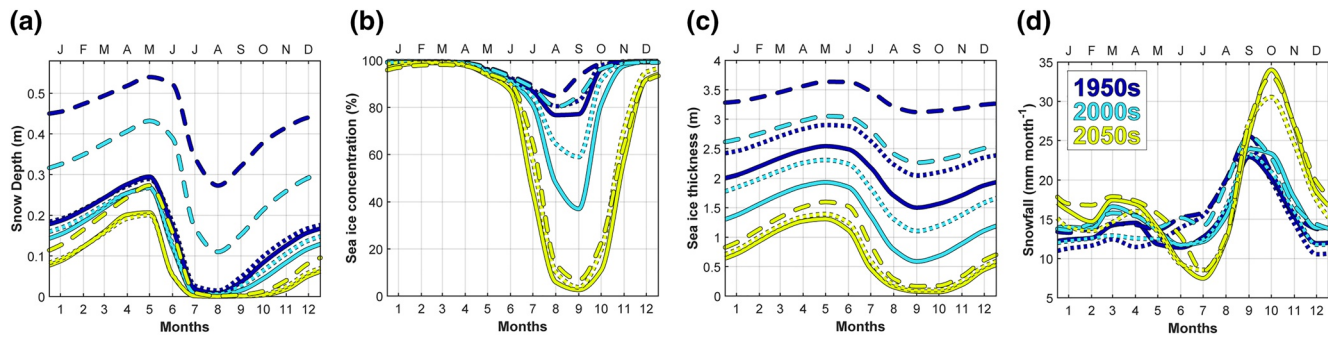 (a)
(b)
(c)
(d)
J F M A M J J A S O N D
J F M A M J J A S O N D
J F M A M J J A S O N D
J F M A M J J A S O N D
Snow Depth (m)
0.5
0.4
0.3
0.2
0.1
0
1 2 3 4 5 6 7 8 9 10 11 12
Months
Sea ice concentration (%)
100
80
60
40
20
0
1 2 3 4 5 6 7 8 9 10 11 12
Months
Sea ice thickness (m)
4
3.5
3
2.5
2
1.5
1
0.5
0
1 2 3 4 5 6 7 8 9 10 11 12
Months
Snowfall (mm month⁻¹)
35
30
25
20
15
10
5
1950s
2000s
2050s
1 2 3 4 5 6 7 8 9 10 11 12
Months